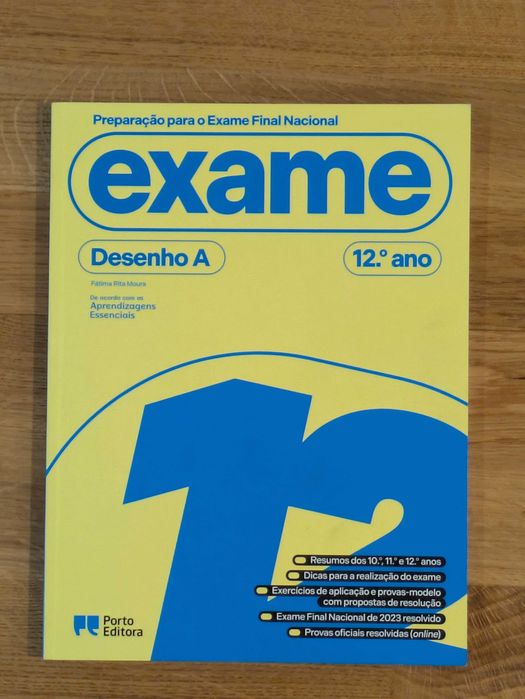 Preparação para o Exame Final Nacional
exame
Desenho A
12.º ano
Fátima Rita Moura
De acordo com as
Aprendizagens
Essenciais
12
Resumos dos 10.º, 11.º e 12.º anos
Dicas para a realização do exame
Exercícios de aplicação e provas-modelo
com propostas de resolução
Exame Final Nacional de 2023 resolvido
Provas oficiais resolvidas (online)
Porto
Editora